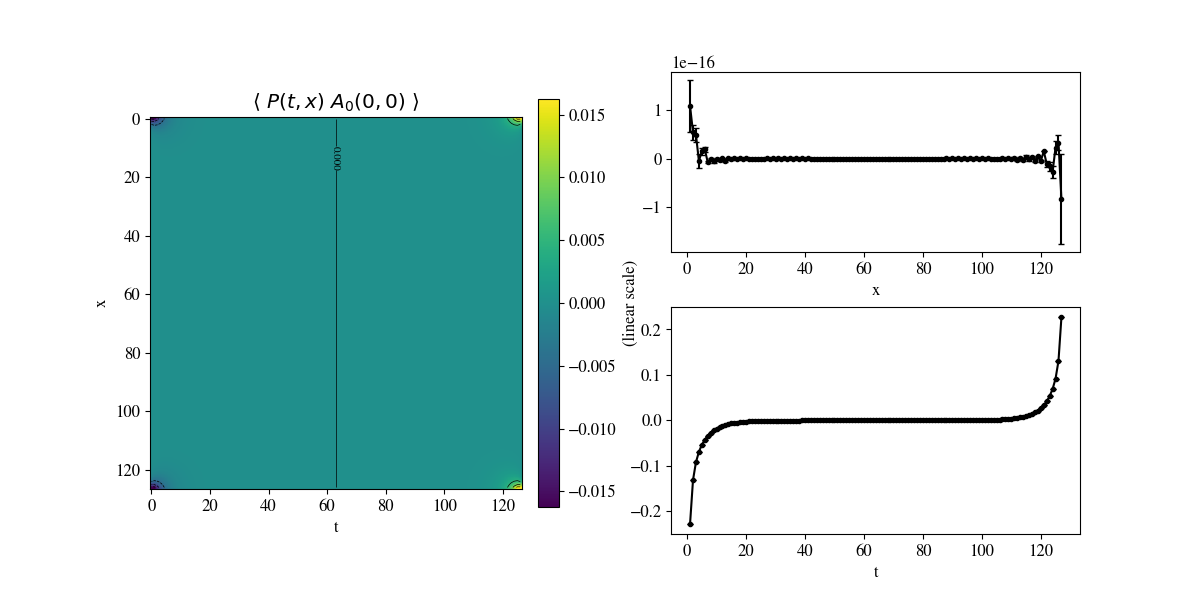 ⟨ P(t, x) A₀(0, 0) ⟩
0
20
40
60
80
100
120
x
0 20 40 60 80 100 120
t
0.000
0.015
0.010
0.005
0.000
−0.005
−0.010
−0.015
1e−16
1
0
−1
0 20 40 60 80 100 120
x
(linear scale)
0.2
0.1
0.0
−0.1
−0.2
0 20 40 60 80 100 120
t